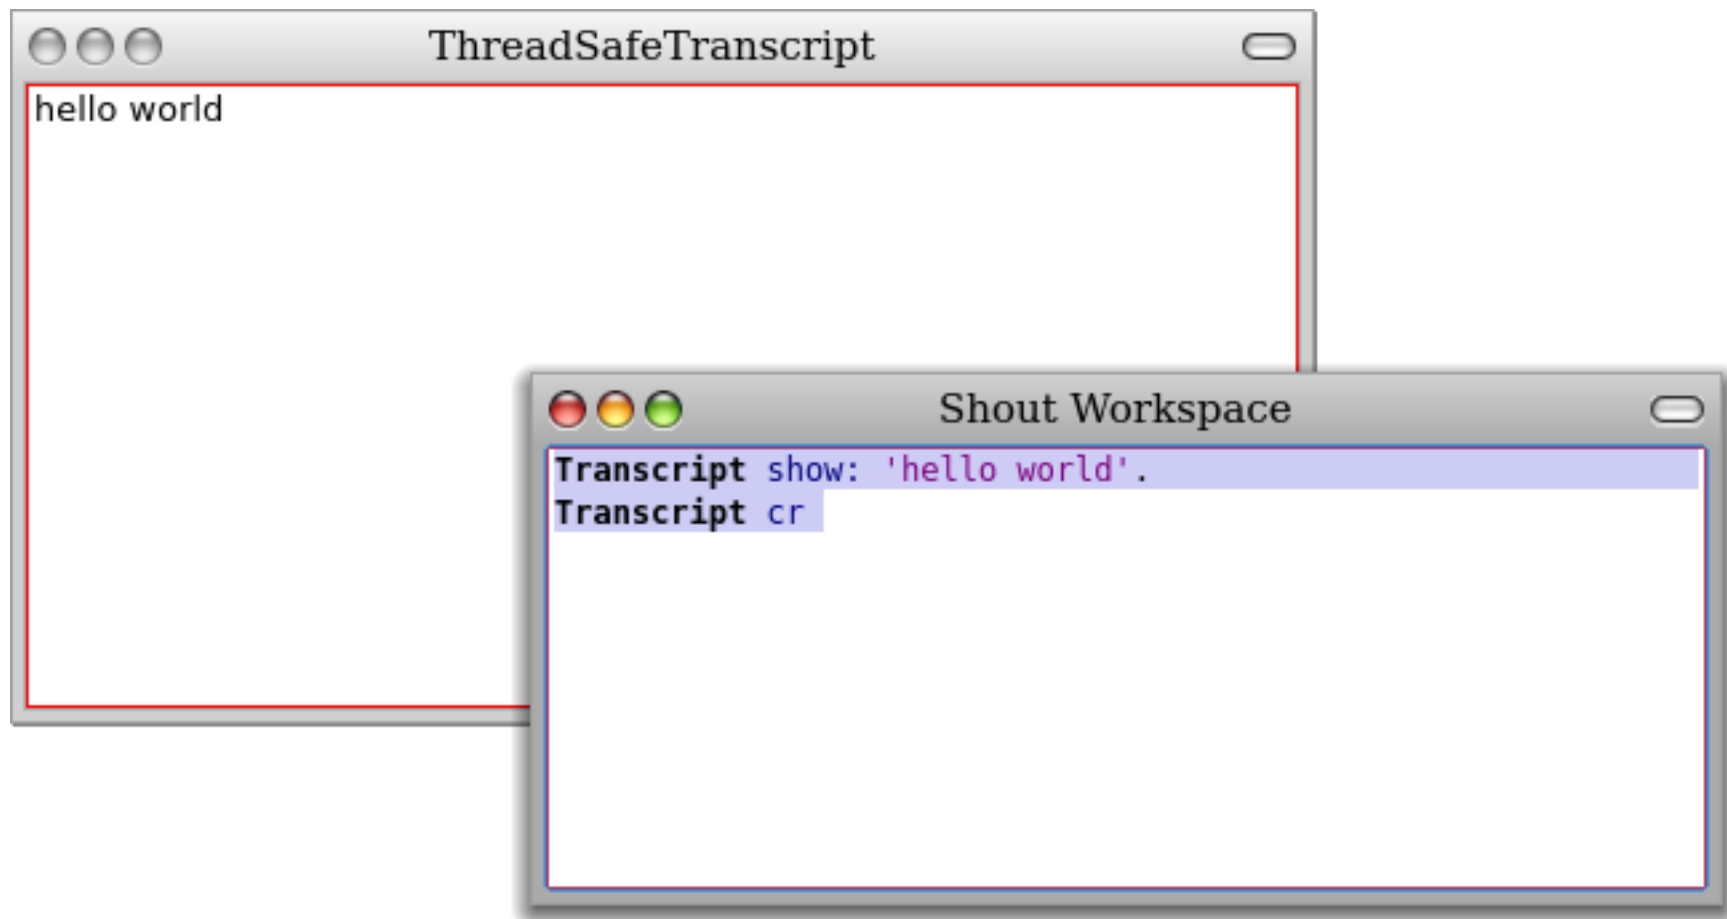 ThreadSafeTranscript
hello world
Shout Workspace
Transcript show: 'hello world'.
Transcript cr